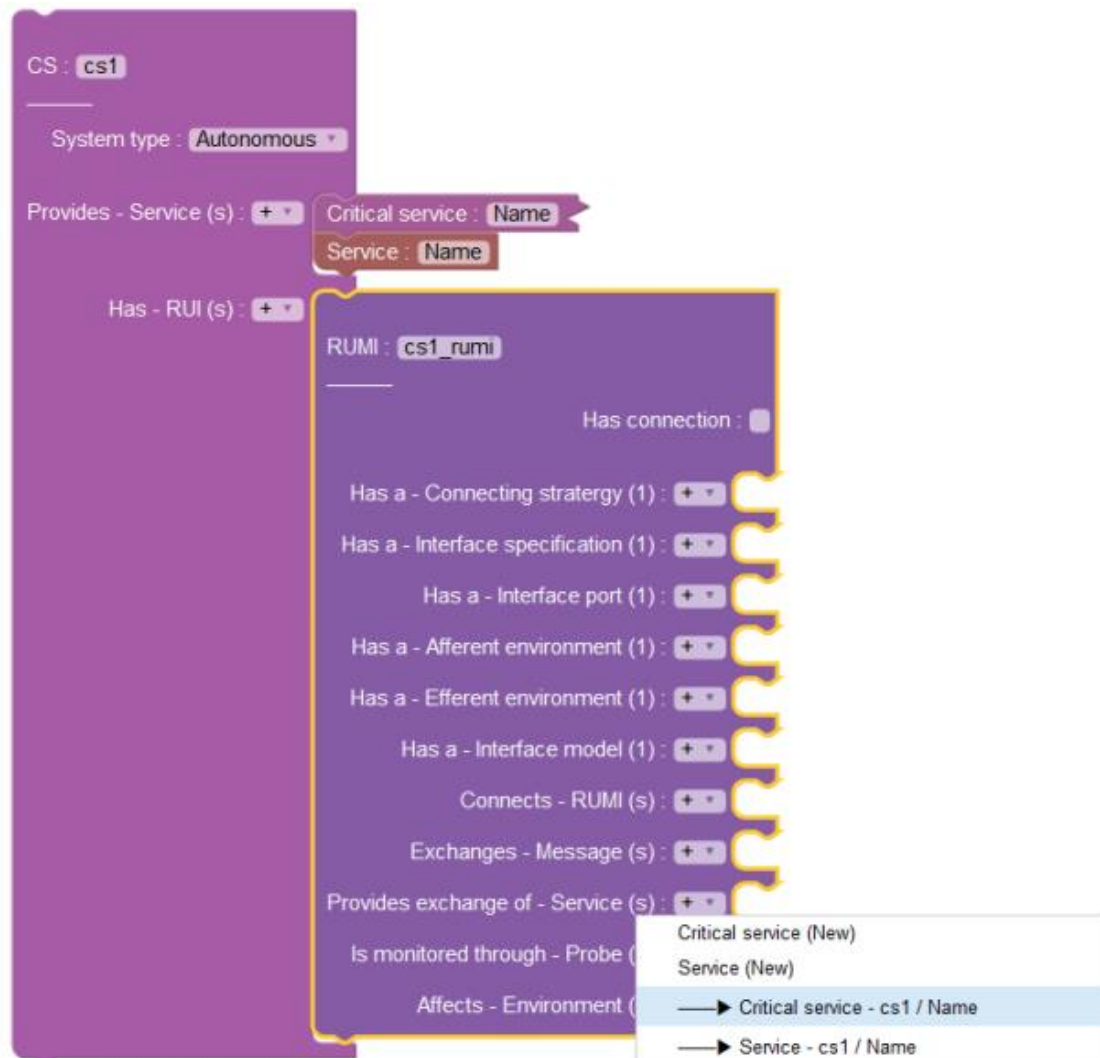 CS : cs1
System type : Autonomous
Provides - Service (s) : +
Critical service : Name
Service : Name
Has - RUI (s) : +
RUMI : cs1_rumi
Has connection :
Has a - Connecting stratergy (1) : +
Has a - Interface specification (1) : +
Has a - Interface port (1) : +
Has a - Afferent environment (1) : +
Has a - Efferent environment (1) : +
Has a - Interface model (1) : +
Connects - RUMI (s) : +
Exchanges - Message (s) : +
Provides exchange of - Service (s) : +
Is monitored through - Probe (
Affects - Environment (
Critical service (New)
Service (New)
Critical service - cs1 / Name
Service - cs1 / Name